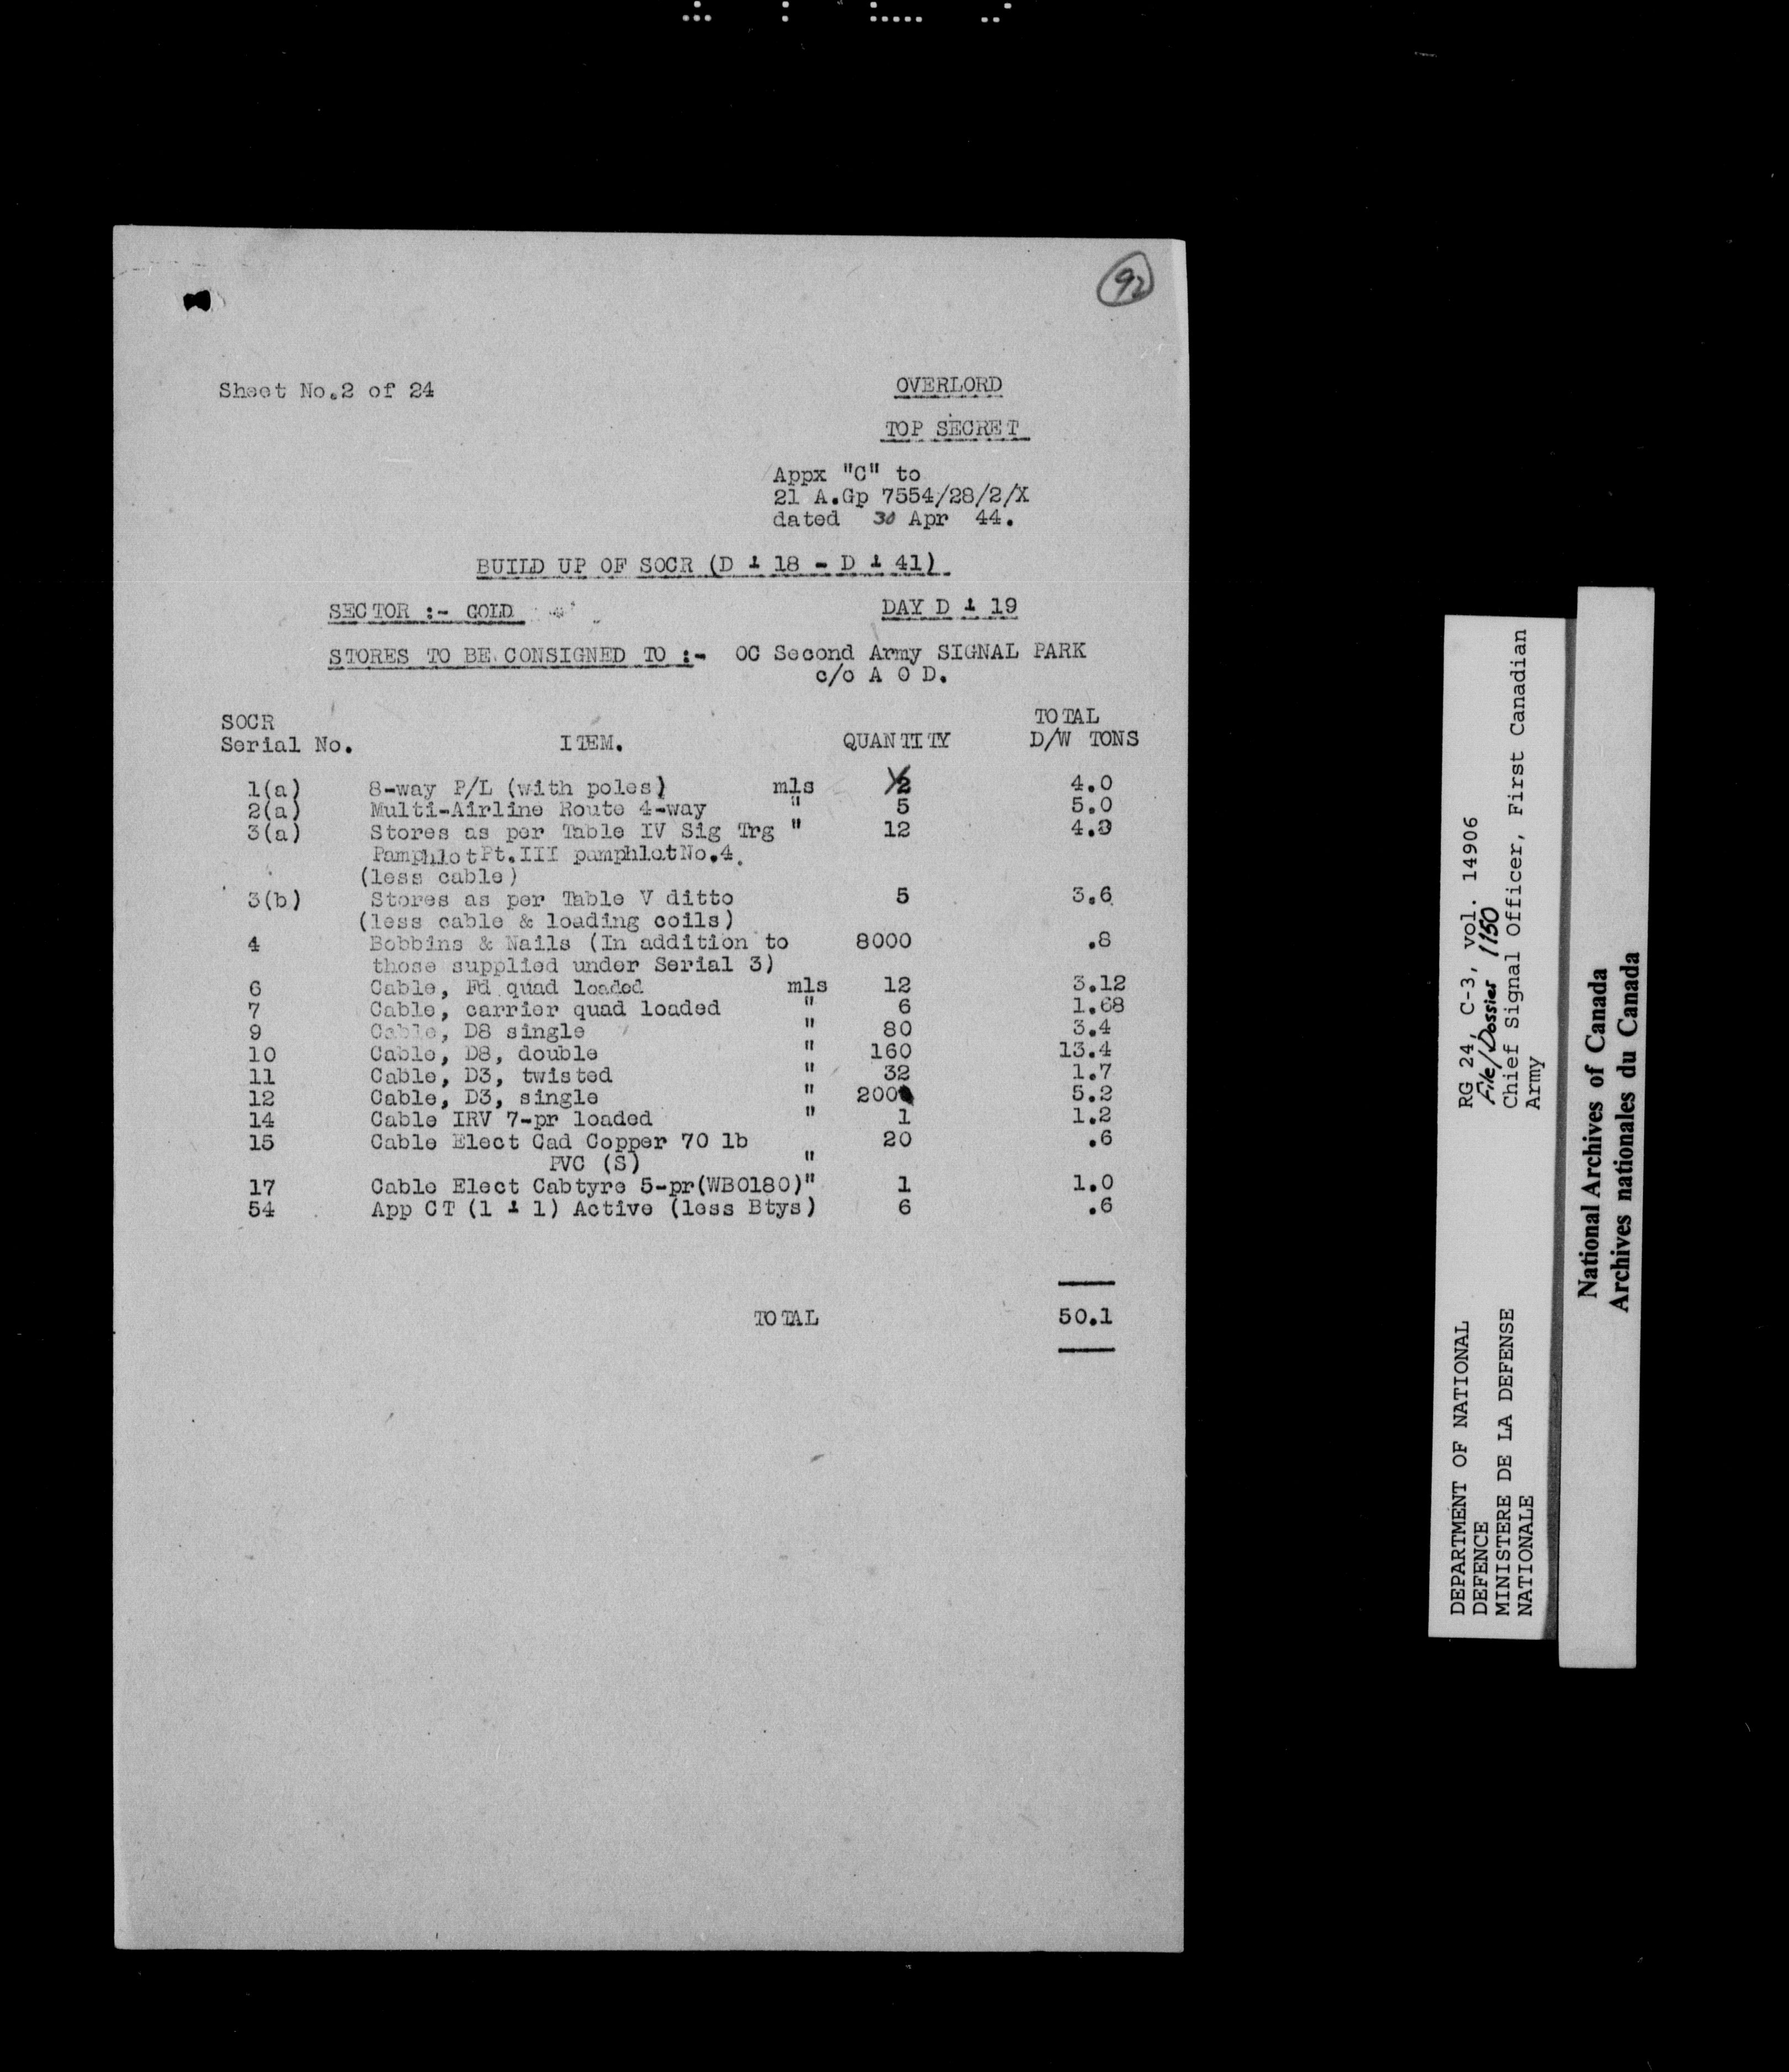 92
Sheet No.2 of 24
OVERLORD
TOP SECRET
Appx "C" to
21 A.Gp 7554/28/2/X
dated 30 Apr 44.
BUILD UP OF SOCR (D + 18 - D + 41)
SECTOR :- GOLD
DAY D + 19
STORES TO BE CONSIGNED TO :- OC Second Army SIGNAL PARK
c/o A O D.
SOCR
Serial No. ITEM. QUANTITY TOTAL D/W TONS
1(a) 8-way P/L (with poles) mls 2 4.0
2(a) Multi-Airline Route 4-way " 5 5.0
3(a) Stores as per Table IV Sig Trg " 12 4.8
Pamphlet Pt.III pamphlet No.4.
(less cable)
3(b) Stores as per Table V ditto 5 3.6
(less cable & loading coils)
4 Bobbins & Nails (In addition to 8000 .8
those supplied under Serial 3)
6 Cable, Fd quad loaded mls 12 3.12
7 Cable, carrier quad loaded " 6 1.68
9 Cable, D8 single " 80 3.4
10 Cable, D8, double " 160 13.4
11 Cable, D3, twisted " 32 1.7
12 Cable, D3, single " 200 5.2
14 Cable IRV 7-pr loaded " 1 1.2
15 Cable Elect Cad Copper 70 lb 20 .6
PVC (S) "
17 Cable Elect Cabtyre 5-pr(WB0180)" 1 1.0
54 App CT (1 + 1) Active (less Btys) 6 .6
TOTAL 50.1
DEPARTMENT OF NATIONAL
DEFENCE
MINISTERE DE LA DEFENSE
NATIONALE
RG 24, C-3, vol. 14906
File/Dossier 1150
Chief Signal Officer, First Canadian
Army
National Archives of Canada
Archives nationales du Canada